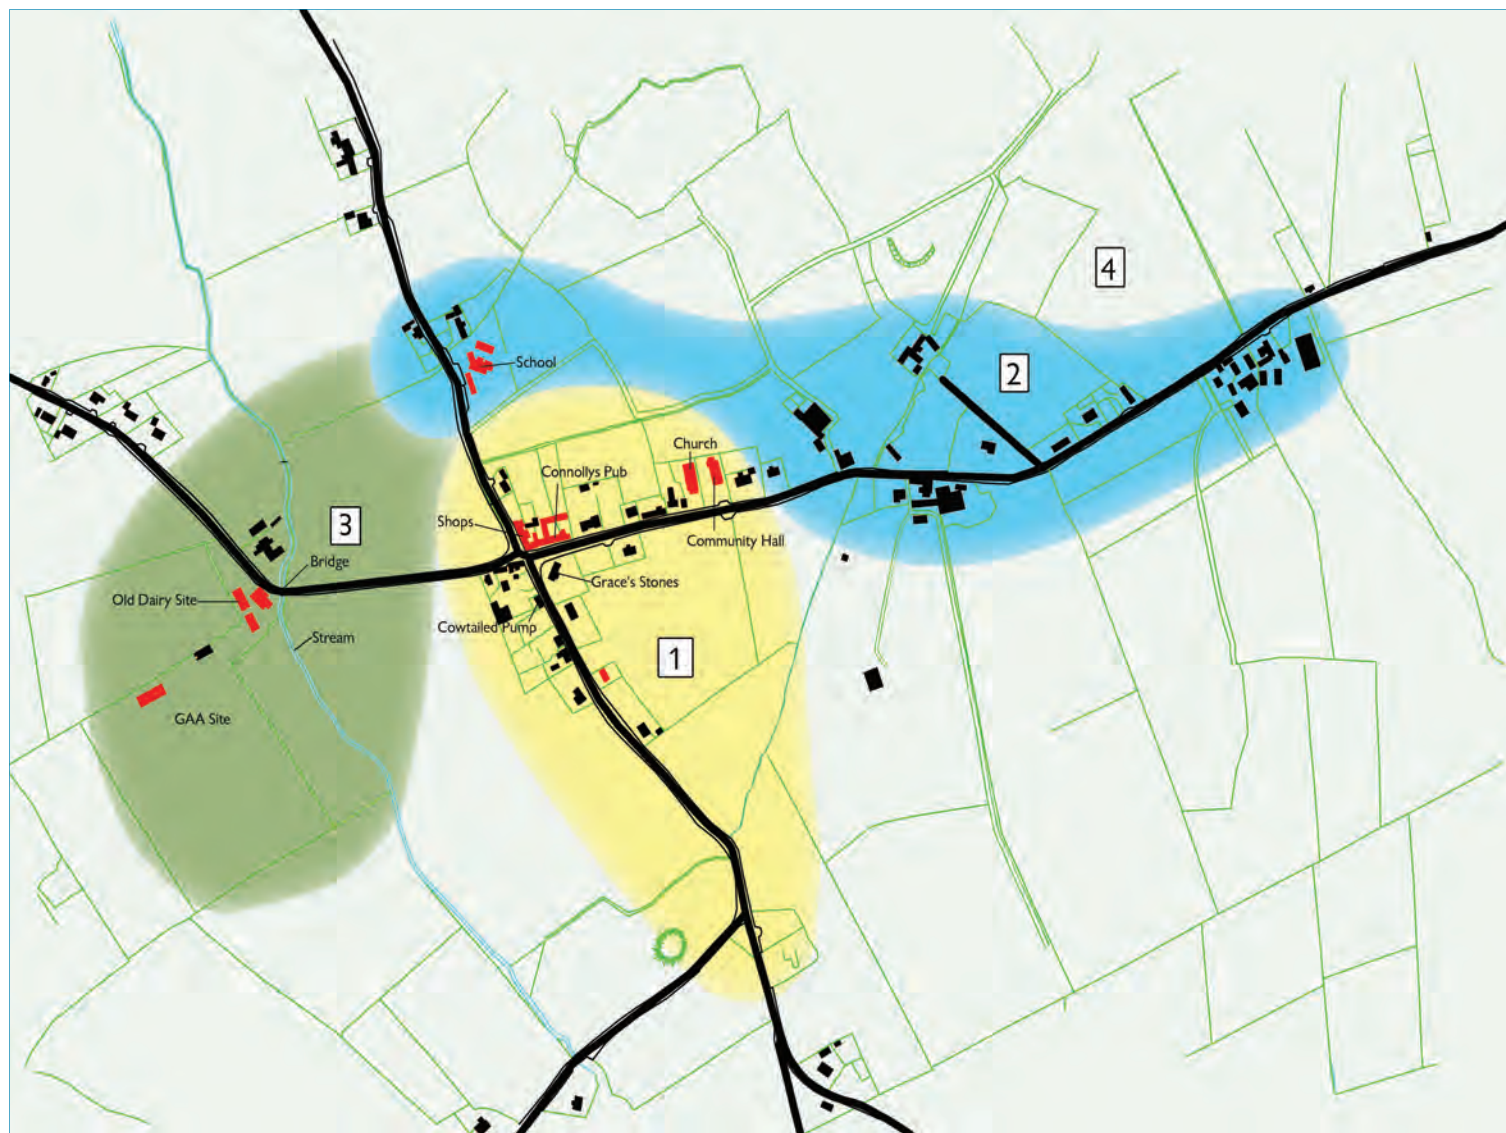 4
School
2
Church
Connollys Pub
Shops
3
Community Hall
Bridge
Grace's Stones
Old Dairy Site
Cowtailed Pump
Stream
1
GAA Site